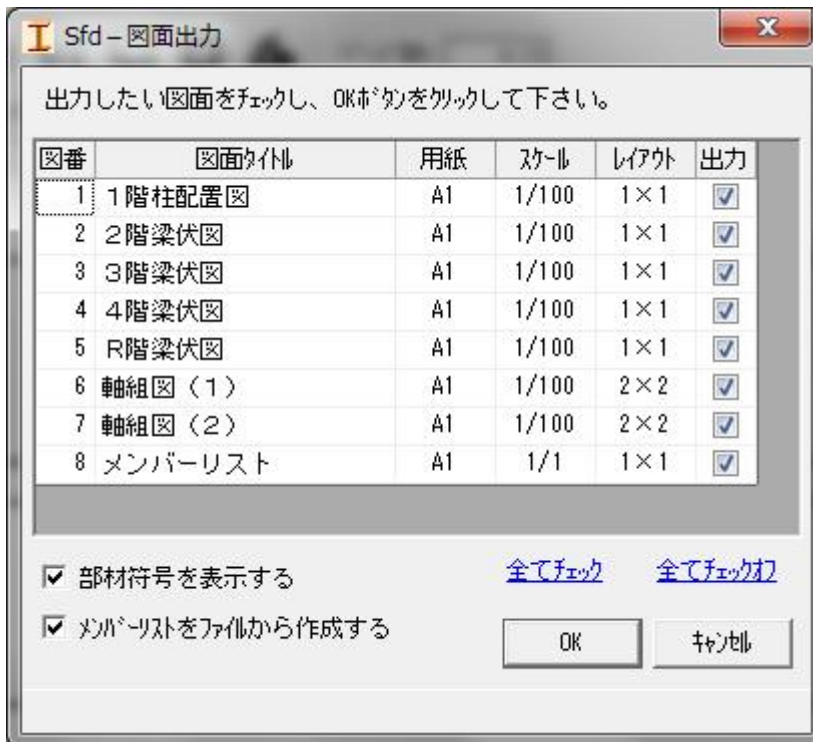 Sfd – 図面出力
出力したい図面をﾁｪｯｸし、OKﾎﾞﾀﾝをｸﾘｯｸして下さい。
図番 図面ﾀｲﾄﾙ 用紙 ｽｹｰﾙ ﾚｲｱｳﾄ 出力
1 １階柱配置図 A1 1/100 1×1
2 ２階梁伏図 A1 1/100 1×1
3 ３階梁伏図 A1 1/100 1×1
4 ４階梁伏図 A1 1/100 1×1
5 Ｒ階梁伏図 A1 1/100 1×1
6 軸組図（１） A1 1/100 2×2
7 軸組図（２） A1 1/100 2×2
8 メンバーリスト A1 1/1 1×1
部材符号を表示する
全てﾁｪｯｸ 全てﾁｪｯｸｵﾌ
ﾒﾝﾊﾞｰﾘｽﾄをﾌｧｲﾙから作成する
OK ｷｬﾝｾﾙ